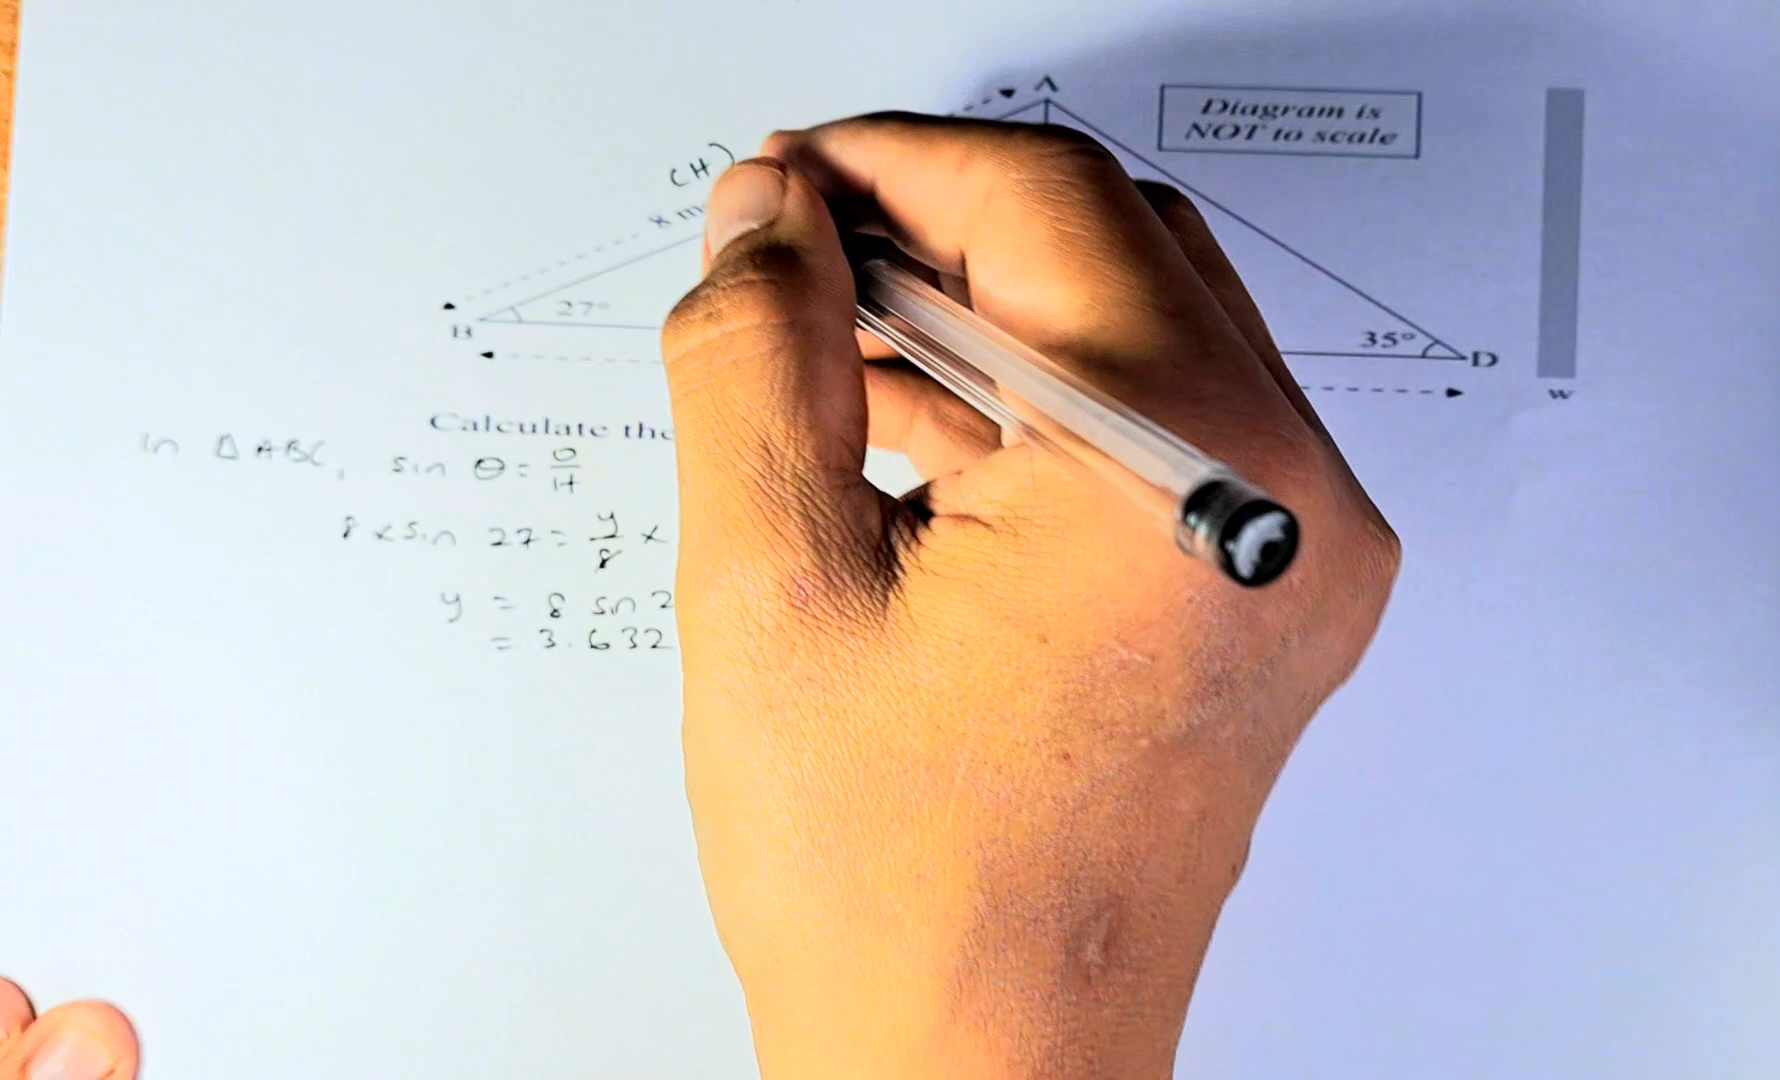 A
Diagram is
NOT to scale
(H)
8 m
27°
B
35°
D
w
Calculate the
In Δ ABC, sin θ = O/H
8 × sin 27 = y/8 ×
y = 8 sin 2
= 3.632